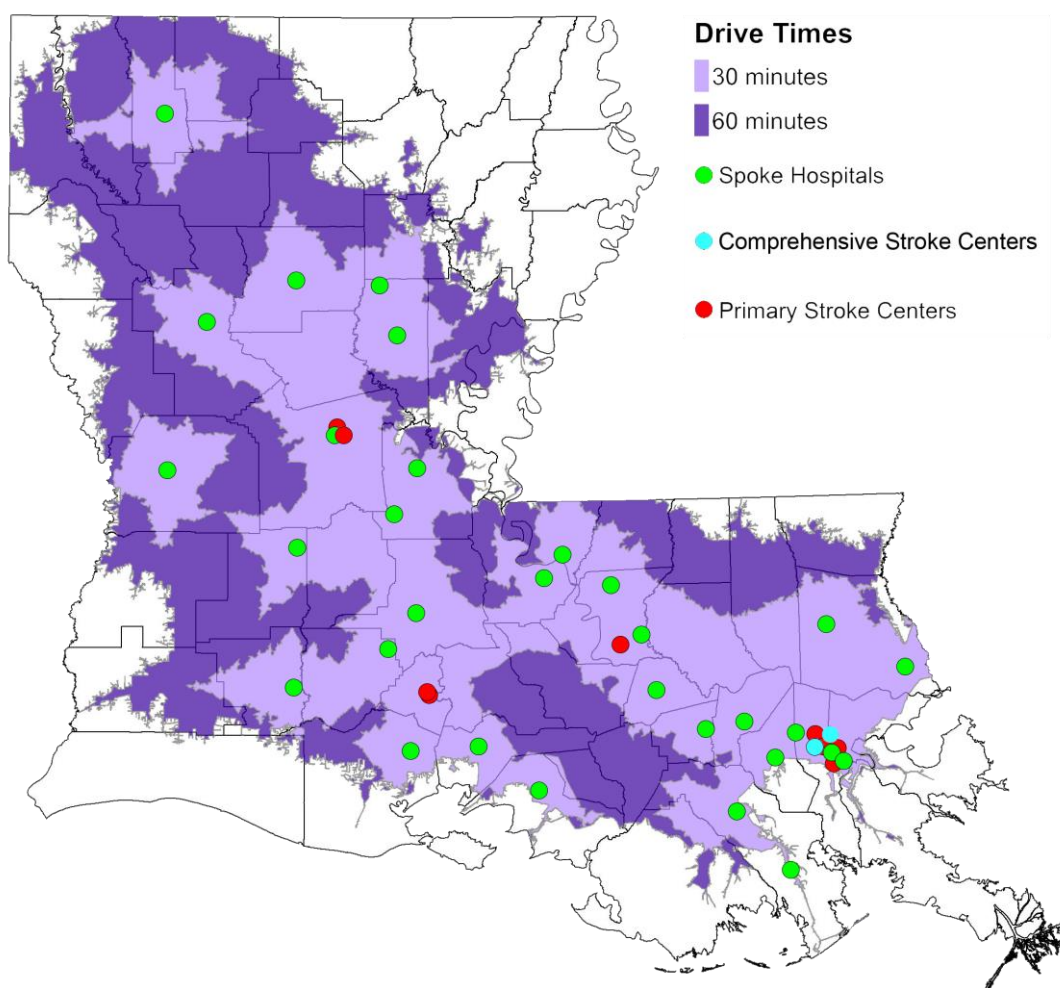 Drive Times
30 minutes
60 minutes
Spoke Hospitals
Comprehensive Stroke Centers
Primary Stroke Centers